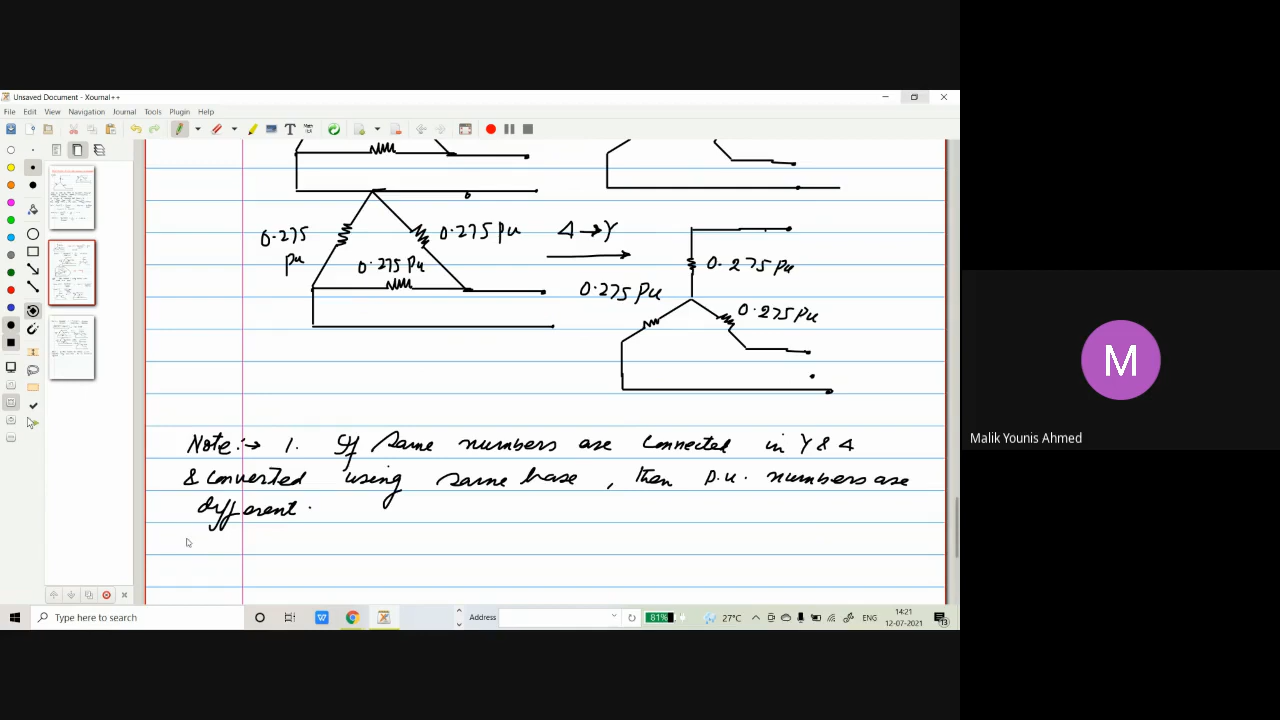 Unsaved Document - Xournal++
File Edit View Navigation Journal Tools Plugin Help
0.275 pu
0.275 pu
0.275 pu
Δ → Y
0.275 pu
0.275 pu
0.275 pu
Note:→ 1. If same numbers are connected in Y & Δ
& converted using same base, then p.u. numbers are
different.
Malik Younis Ahmed
M
Type here to search
Address
81%
27°C
ENG
14:21
12-07-2021